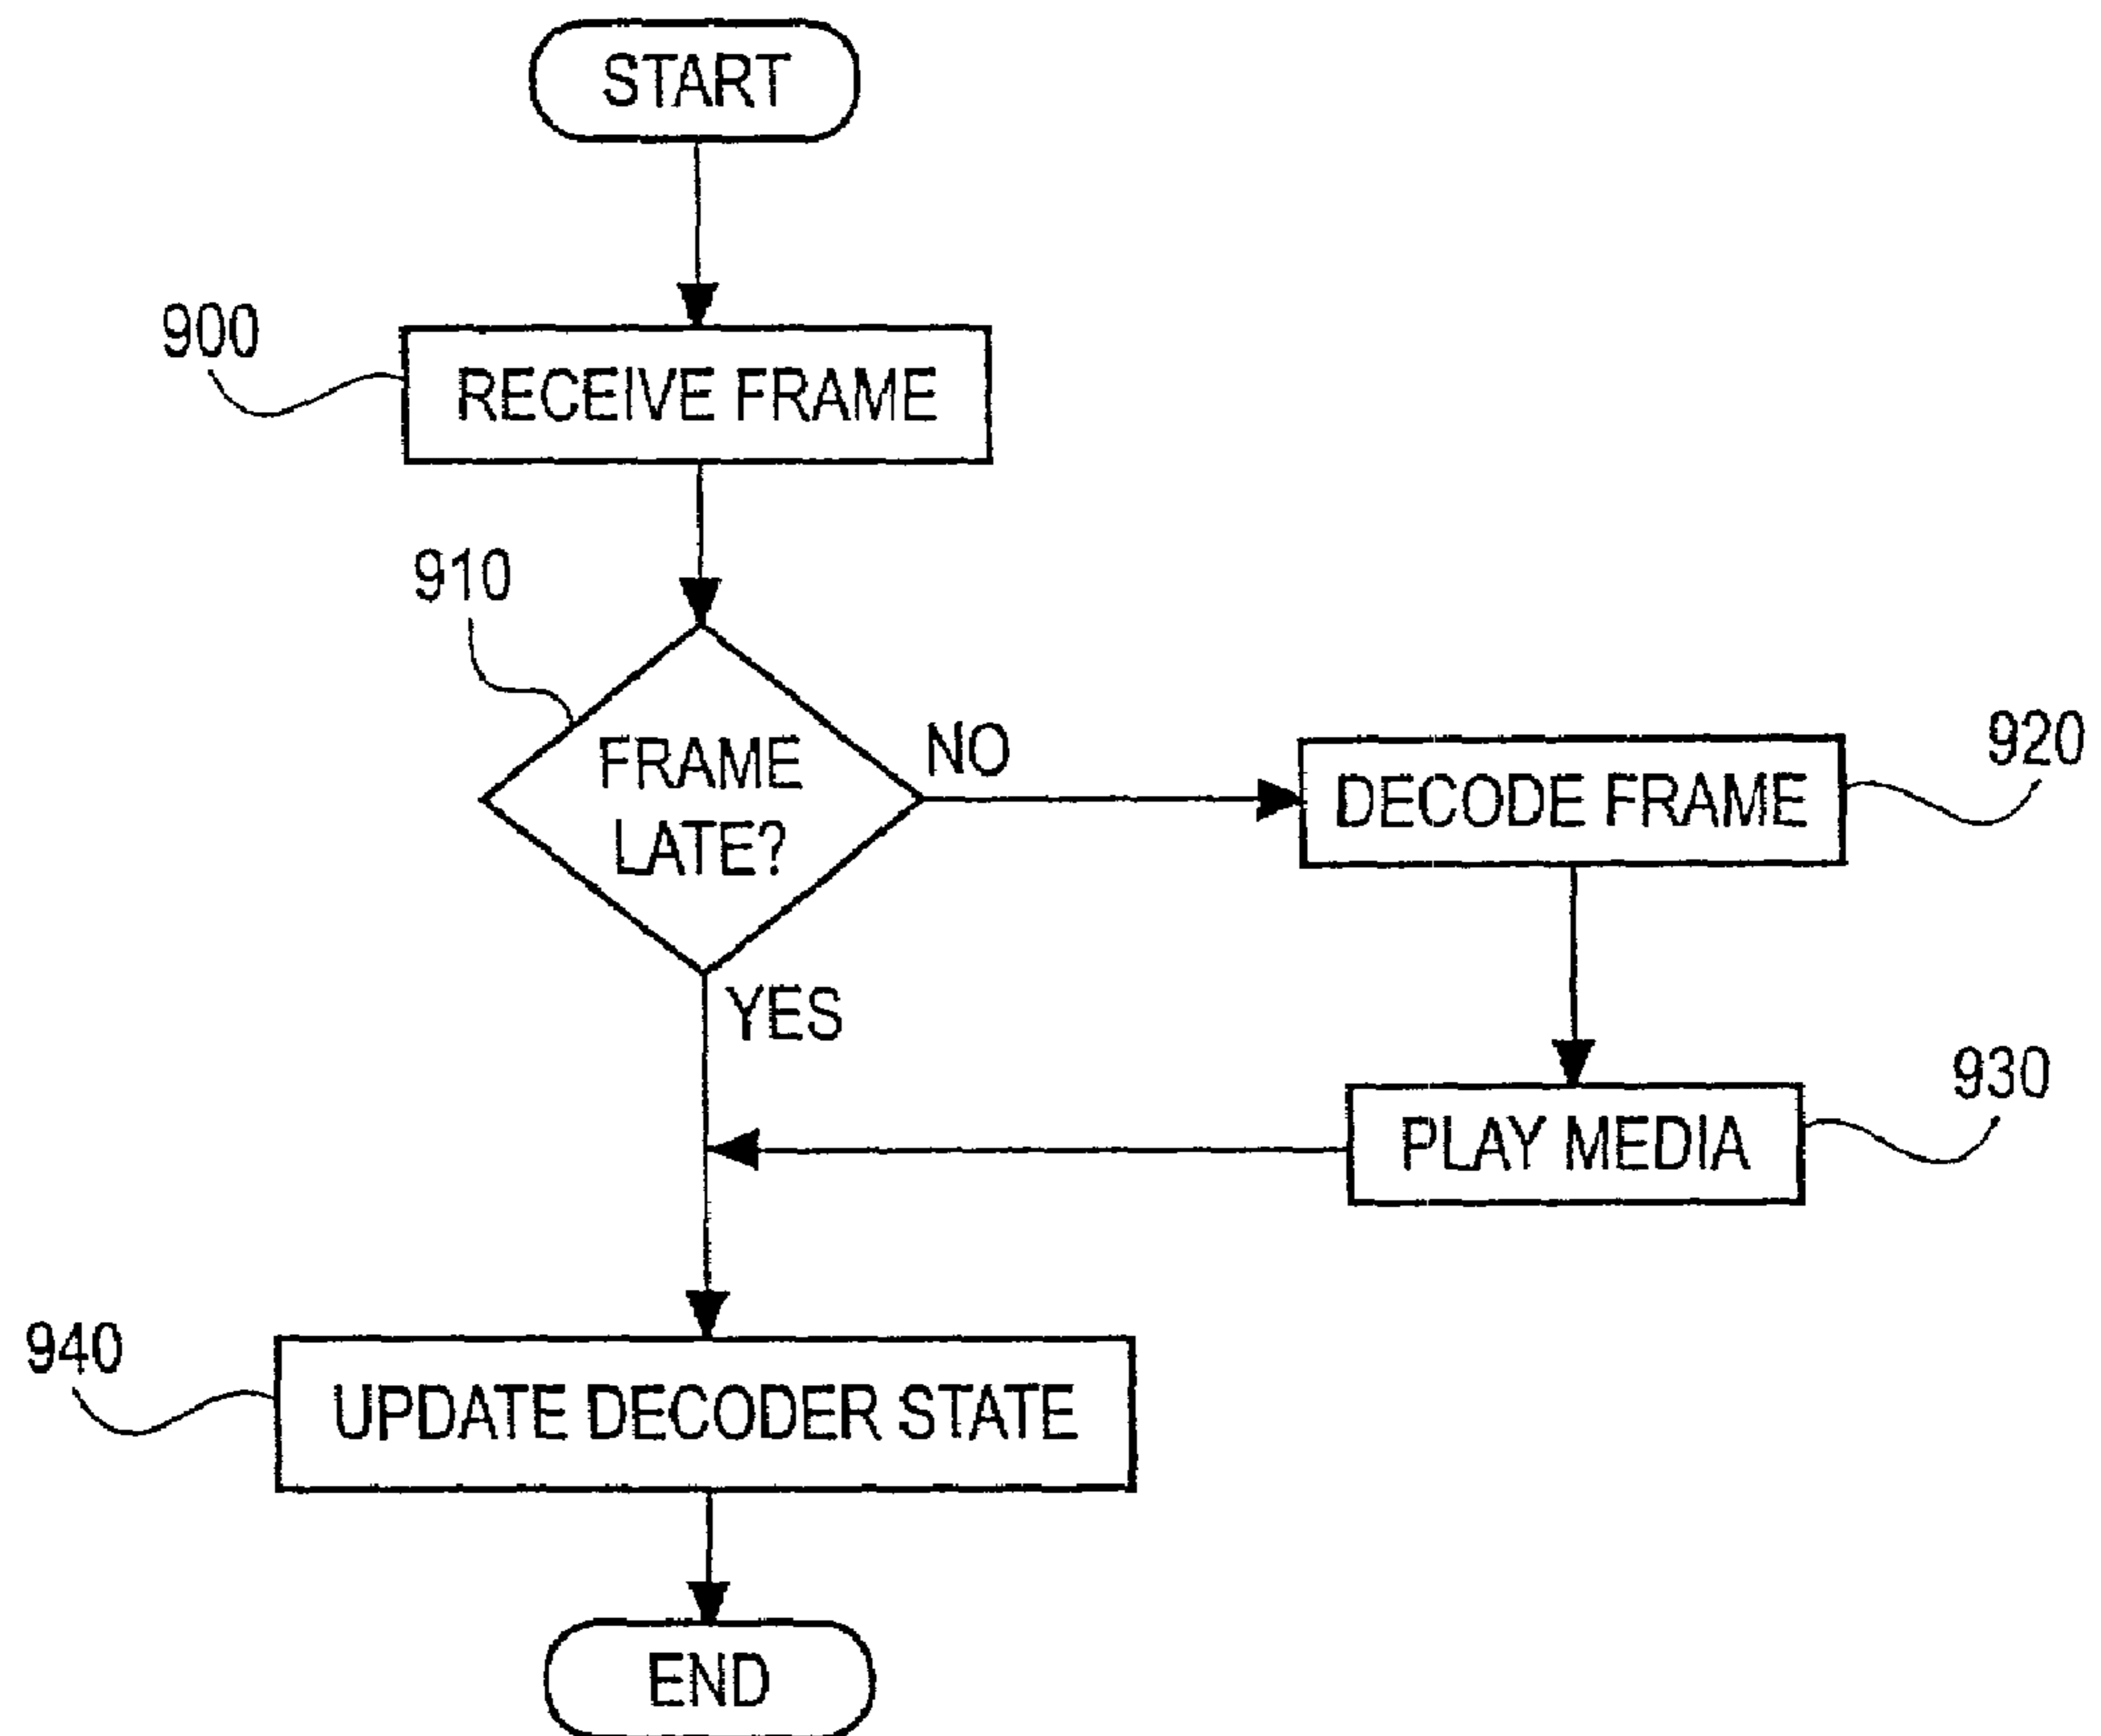 START
900
RECEIVE FRAME
910
FRAME
LATE?
NO
920
DECODE FRAME
YES
930
PLAY MEDIA
940
UPDATE DECODER STATE
END